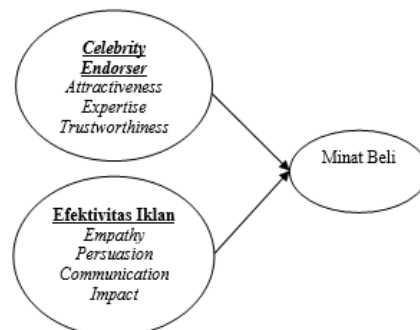 Celebrity
Endorser
Attractiveness
Expertise
Trustworthiness
Minat Beli
Efektivitas Iklan
Empathy
Persuasion
Communication
Impact